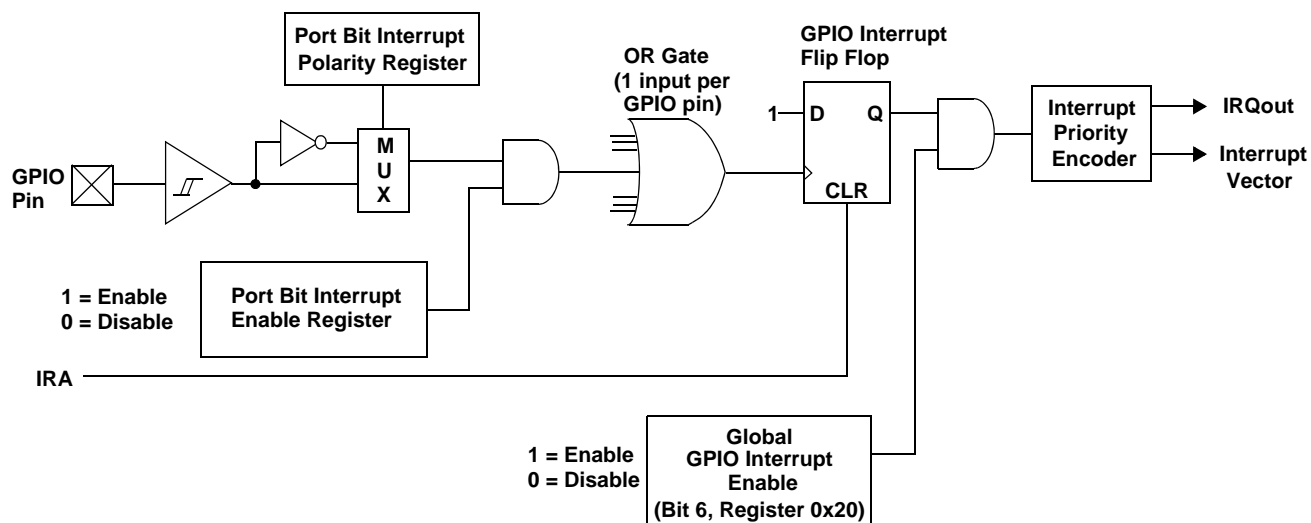 Port Bit Interrupt
Polarity Register
OR Gate
(1 input per
GPIO pin)
GPIO Interrupt
Flip Flop
GPIO
Pin
M
U
X
1
D
Q
CLR
Interrupt
Priority
Encoder
IRQout
Interrupt
Vector
1 = Enable
0 = Disable
Port Bit Interrupt
Enable Register
IRA
1 = Enable
0 = Disable
Global
GPIO Interrupt
Enable
(Bit 6, Register 0x20)